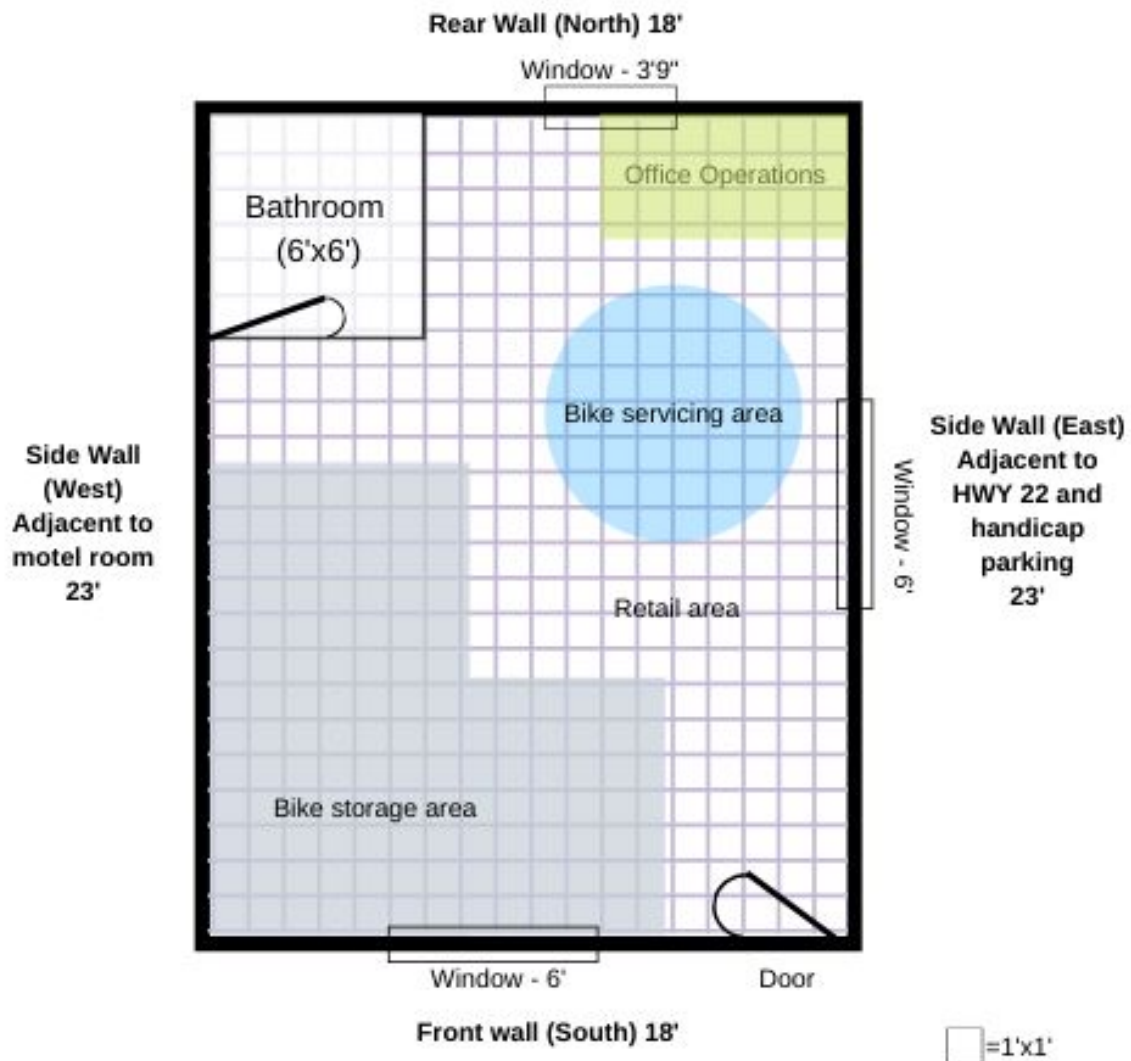 Rear Wall (North) 18'
Window - 3'9"
Office Operations
Bathroom
(6'x6')
Bike servicing area
Side Wall
(West)
Adjacent to
motel room
23'
Side Wall (East)
Adjacent to
HWY 22 and
handicap
parking
23'
Window - 6'
Retail area
Bike storage area
Window - 6'
Door
Front wall (South) 18'
=1'x1'